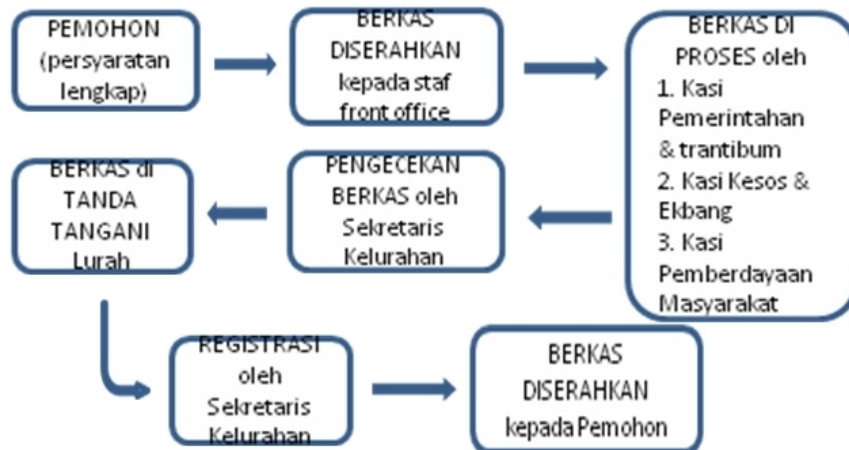 PEMOHON
(persyaratan
lengkap)
BERKAS
DISERAHKAN
kepada staf
front office
BERKAS DI
PROSES oleh
1. Kasi
Pemerintahan
& trantibum
2. Kasi Kesos &
Ekbang
3. Kasi
Pemberdayaan
Masyarakat
PENGECEKAN
BERKAS oleh
Sekretaris
Kelurahan
BERKAS di
TANDA
TANGANI
Lurah
REGISTRASI
oleh
Sekretaris
Kelurahan
BERKAS
DISERAHKAN
kepada Pemohon